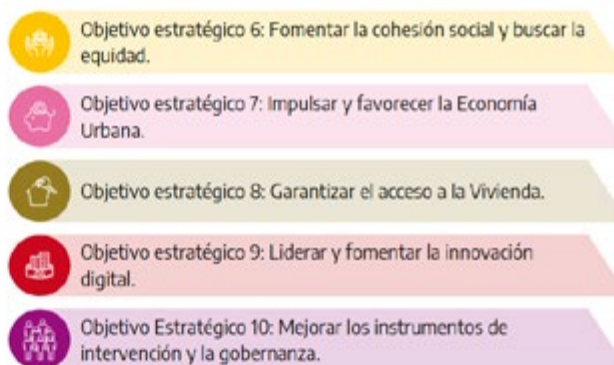 Objetivo estratégico 6: Fomentar la cohesión social y buscar la
equidad.
Objetivo estratégico 7: Impulsar y favorecer la Economía
Urbana.
Objetivo estratégico 8: Garantizar el acceso a la Vivienda.
Objetivo estratégico 9: Liderar y fomentar la innovación
digital.
Objetivo Estratégico 10: Mejorar los instrumentos de
intervención y la gobernanza.